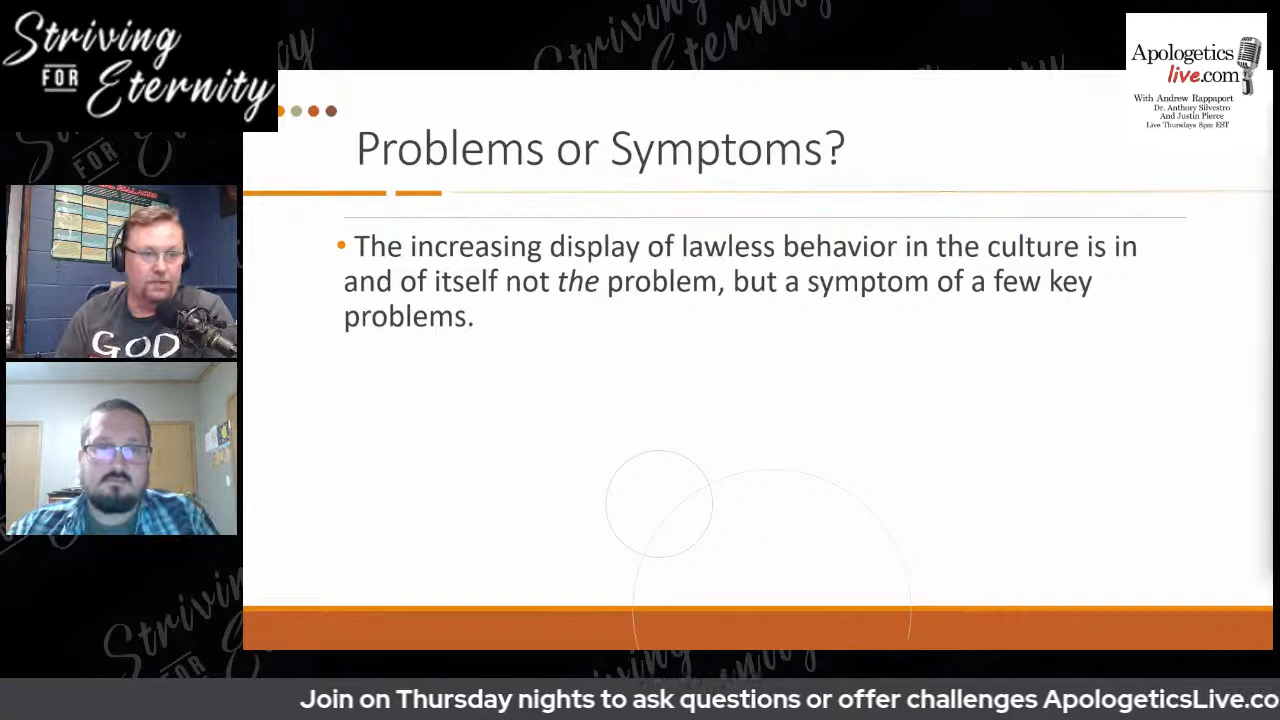 Striving
FOR
Eternity
Apologetics
live.com
With Andrew Rappaport
Dr. Anthony Silvestro
And Justin Pierce
Live Thursdays 8pm EST
Problems or Symptoms?
• The increasing display of lawless behavior in the culture is in
and of itself not the problem, but a symptom of a few key
problems.
GOD
Join on Thursday nights to ask questions or offer challenges ApologeticsLive.co